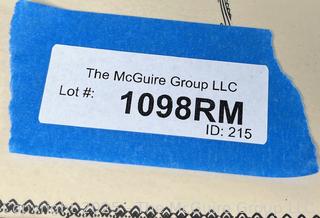 The McGuire Group LLC
Lot #: 1098RM
ID: 215